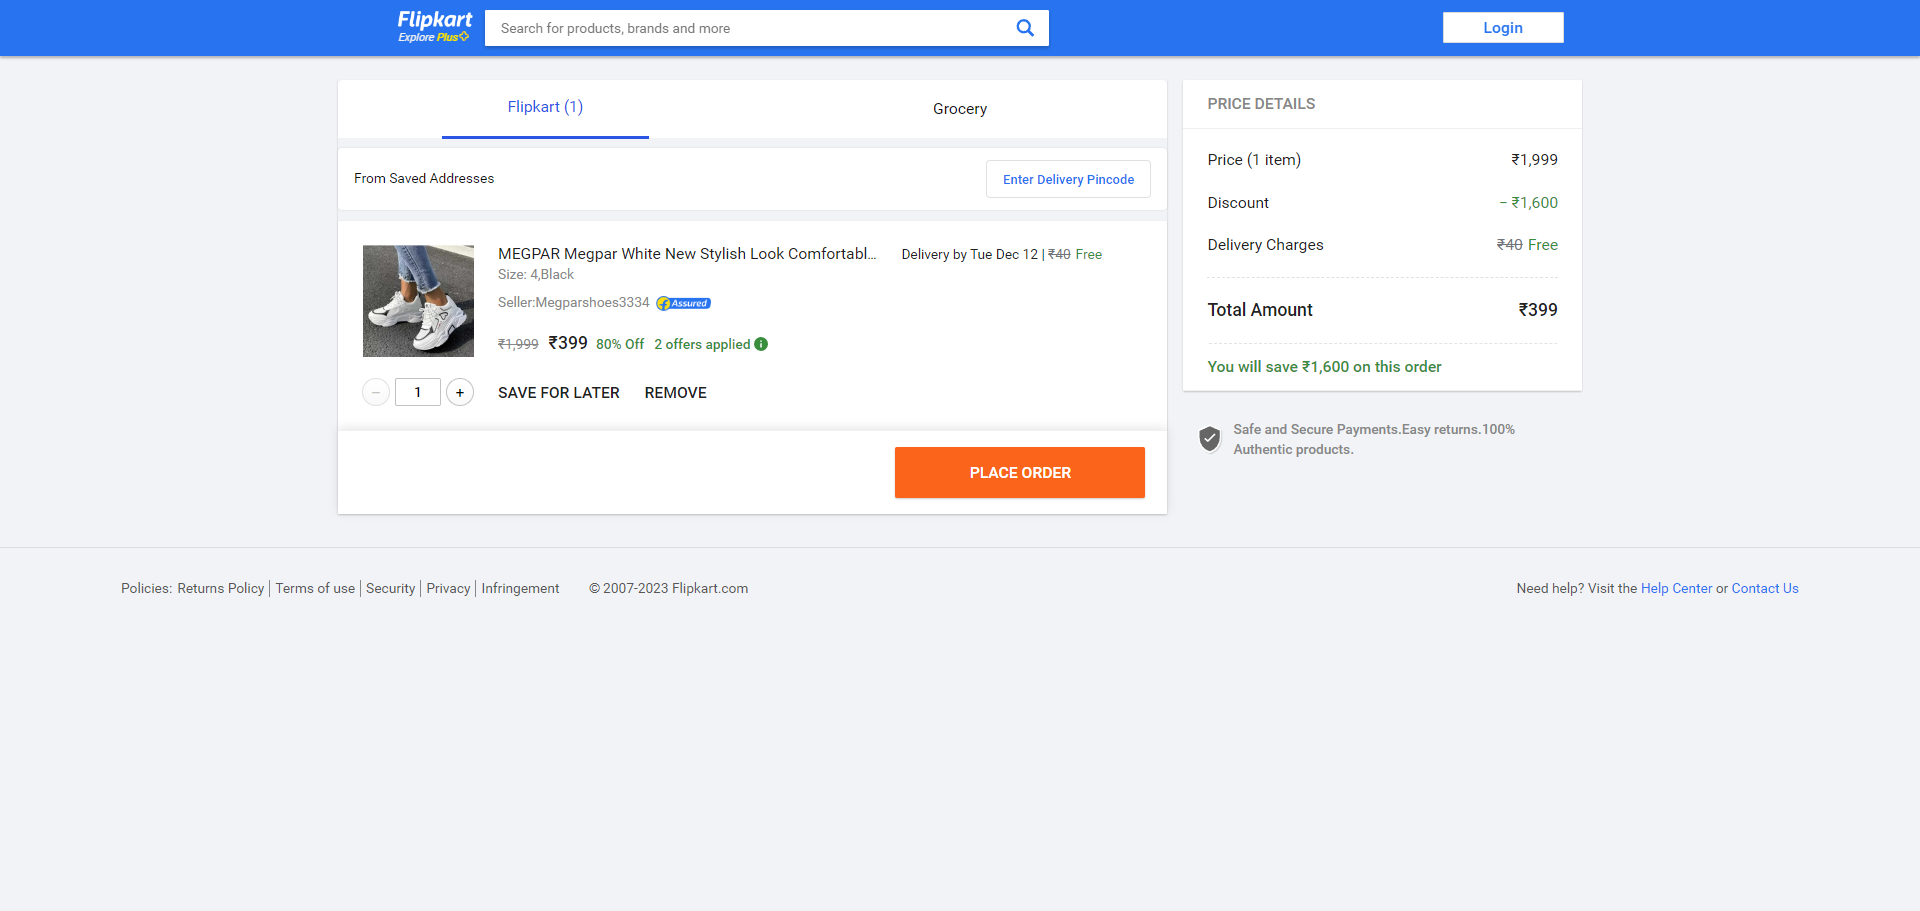 Flipkart
Explore Plus
Search for products, brands and more
Login
Flipkart (1)
Grocery
From Saved Addresses
Enter Delivery Pincode
MEGPAR Megpar White New Stylish Look Comfortabl...
Delivery by Tue Dec 12 | ₹40 Free
Size: 4,Black
Seller:Megparshoes3334
Assured
₹1,999 ₹399 80% Off 2 offers applied
1
SAVE FOR LATER
REMOVE
PLACE ORDER
PRICE DETAILS
Price (1 item) ₹1,999
Discount − ₹1,600
Delivery Charges ₹40 Free
Total Amount ₹399
You will save ₹1,600 on this order
Safe and Secure Payments.Easy returns.100%
Authentic products.
Policies: Returns Policy | Terms of use | Security | Privacy | Infringement © 2007-2023 Flipkart.com
Need help? Visit the Help Center or Contact Us